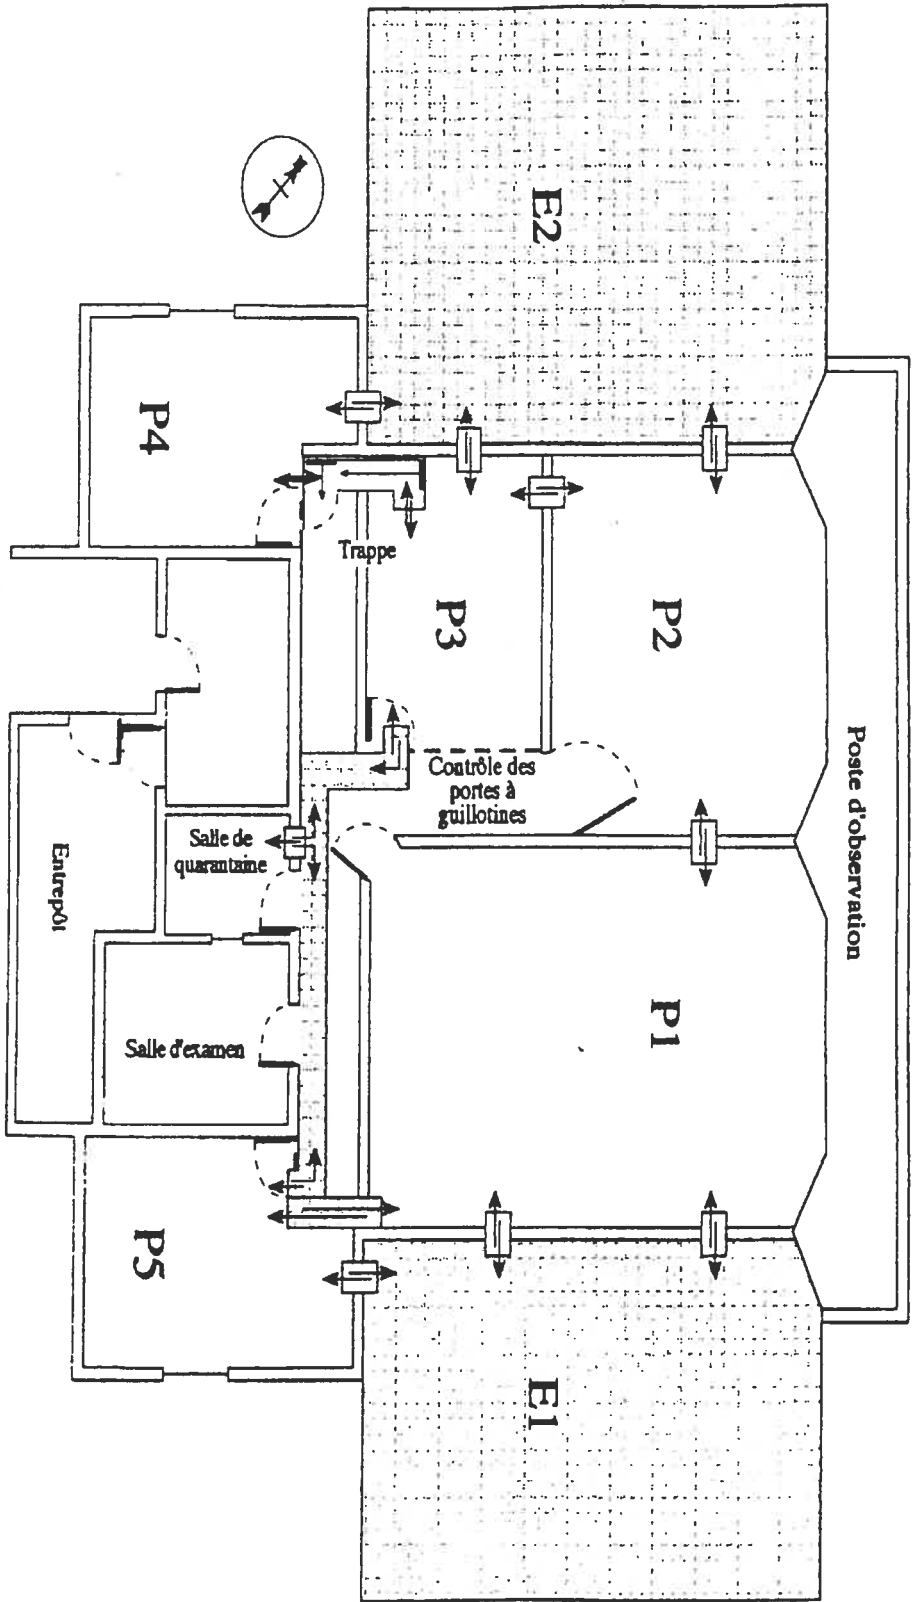 E2
P4
Trappe
P3
P2
Poste d'observation
Contrôle des
portes à
guillotines
Salle de
quarantaine
Entrepôt
Salle d'examen
P1
P5
E1